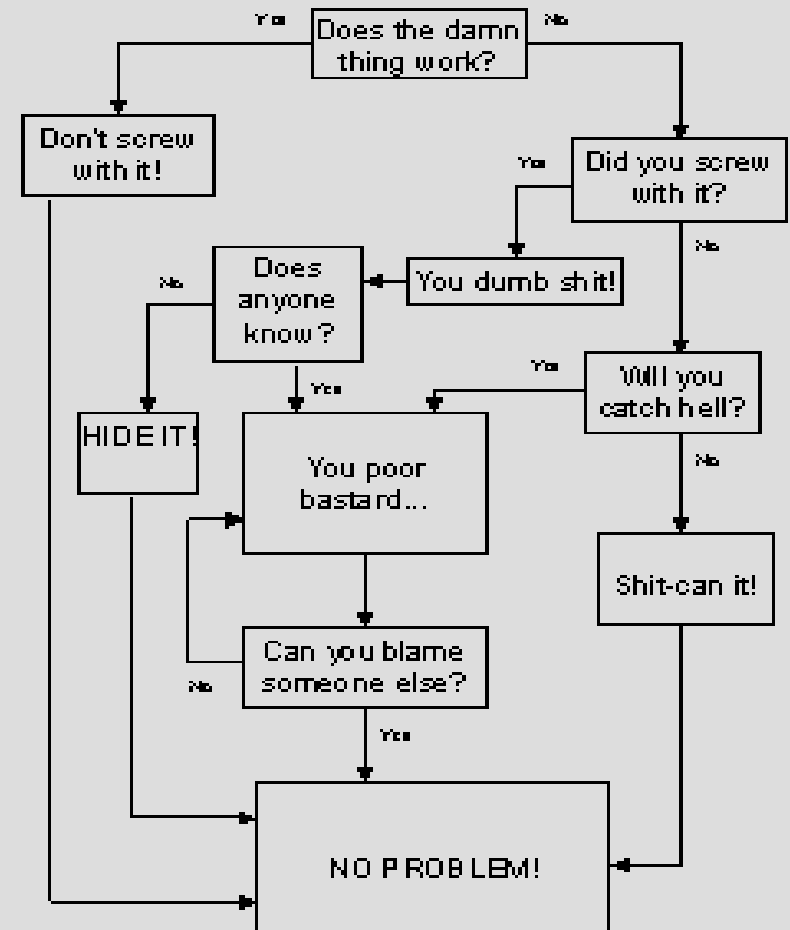 Yes
Does the damn
thing work?
No
Don't screw
with it!
Yes
Did you screw
with it?
No
Does
anyone
know?
No
You dumb shit!
Yes
Yes
Will you
catch hell?
No
HIDE IT!
You poor
bastard...
Shit-can it!
Can you blame
someone else?
No
Yes
NO PROBLEM!